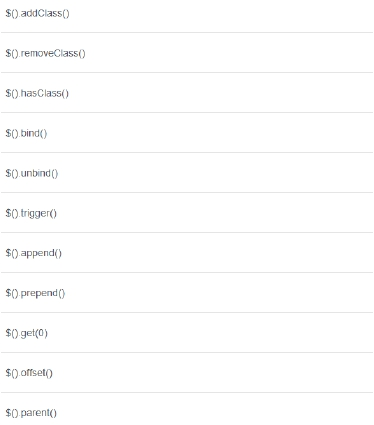 $().addClass()
$().removeClass()
$().hasClass()
$().bind()
$().unbind()
$().trigger()
$().append()
$().prepend()
$().get(0)
$().offset()
$().parent()